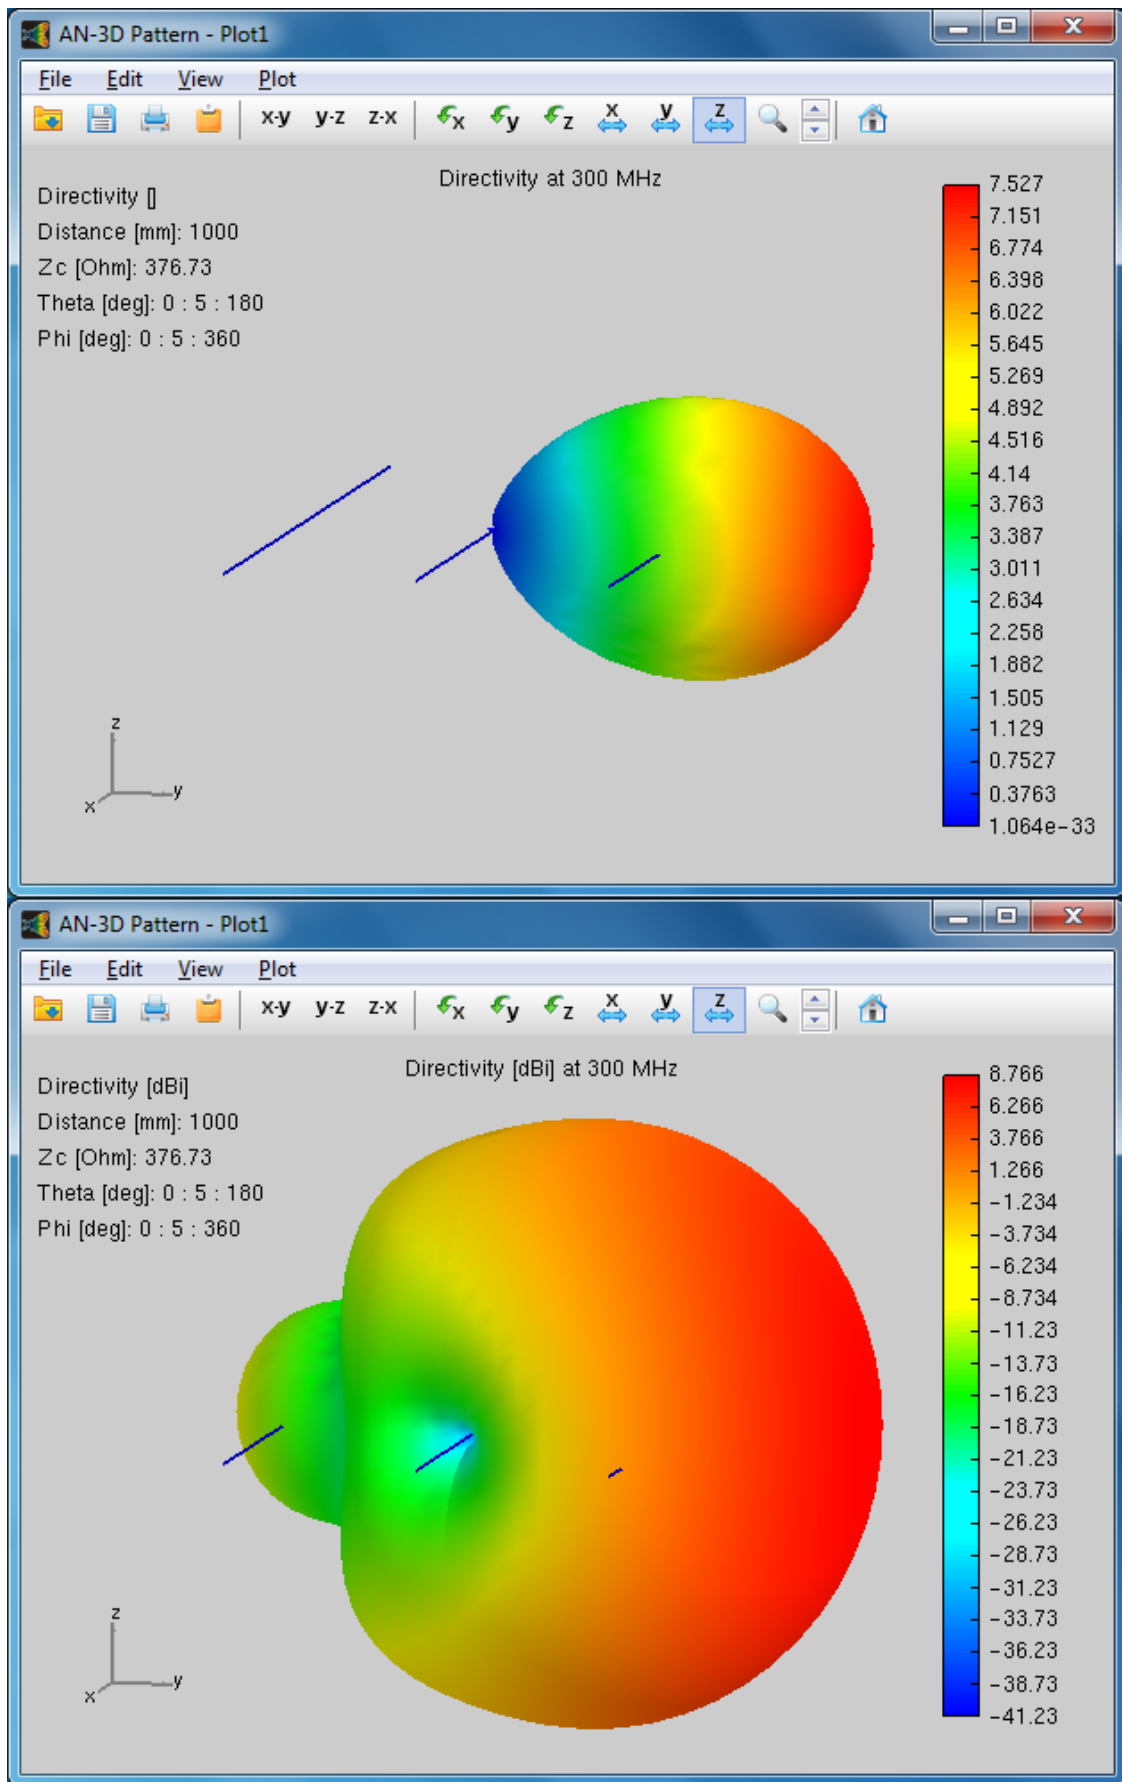 AN-3D Pattern - Plot1
File Edit View Plot
x-y y-z z-x x y z x y z
Directivity at 300 MHz
Directivity []
Distance [mm]: 1000
Zc [Ohm]: 376.73
Theta [deg]: 0 : 5 : 180
Phi [deg]: 0 : 5 : 360
7.527
7.151
6.774
6.398
6.022
5.645
5.269
4.892
4.516
4.14
3.763
3.387
3.011
2.634
2.258
1.882
1.505
1.129
0.7527
0.3763
1.064e-33
z
x
y
AN-3D Pattern - Plot1
File Edit View Plot
x-y y-z z-x x y z x y z
Directivity [dBi] at 300 MHz
Directivity [dBi]
Distance [mm]: 1000
Zc [Ohm]: 376.73
Theta [deg]: 0 : 5 : 180
Phi [deg]: 0 : 5 : 360
8.766
6.266
3.766
1.266
-1.234
-3.734
-6.234
-8.734
-11.23
-13.73
-16.23
-18.73
-21.23
-23.73
-26.23
-28.73
-31.23
-33.73
-36.23
-38.73
-41.23
z
x
y